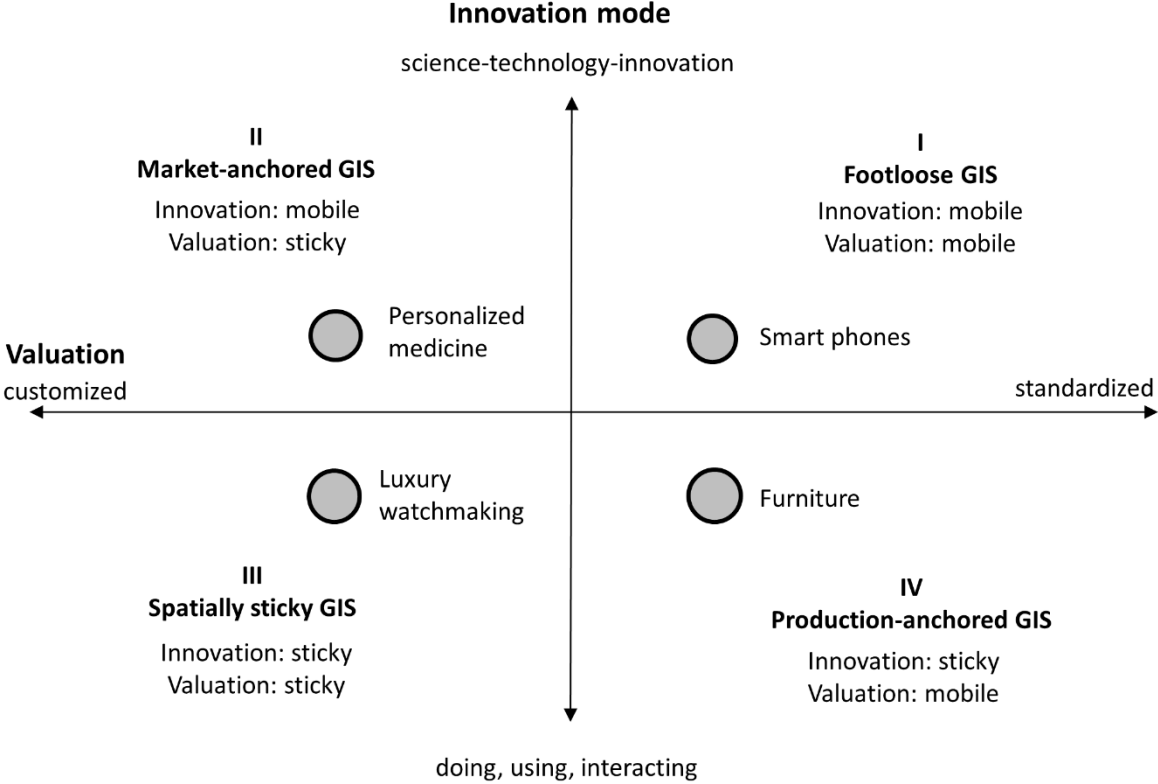 Innovation mode
science-technology-innovation
II
Market-anchored GIS
Innovation: mobile
Valuation: sticky
I
Footloose GIS
Innovation: mobile
Valuation: mobile
Personalized
medicine
Smart phones
Valuation
customized
standardized
Luxury
watchmaking
Furniture
III
Spatially sticky GIS
Innovation: sticky
Valuation: sticky
IV
Production-anchored GIS
Innovation: sticky
Valuation: mobile
doing, using, interacting